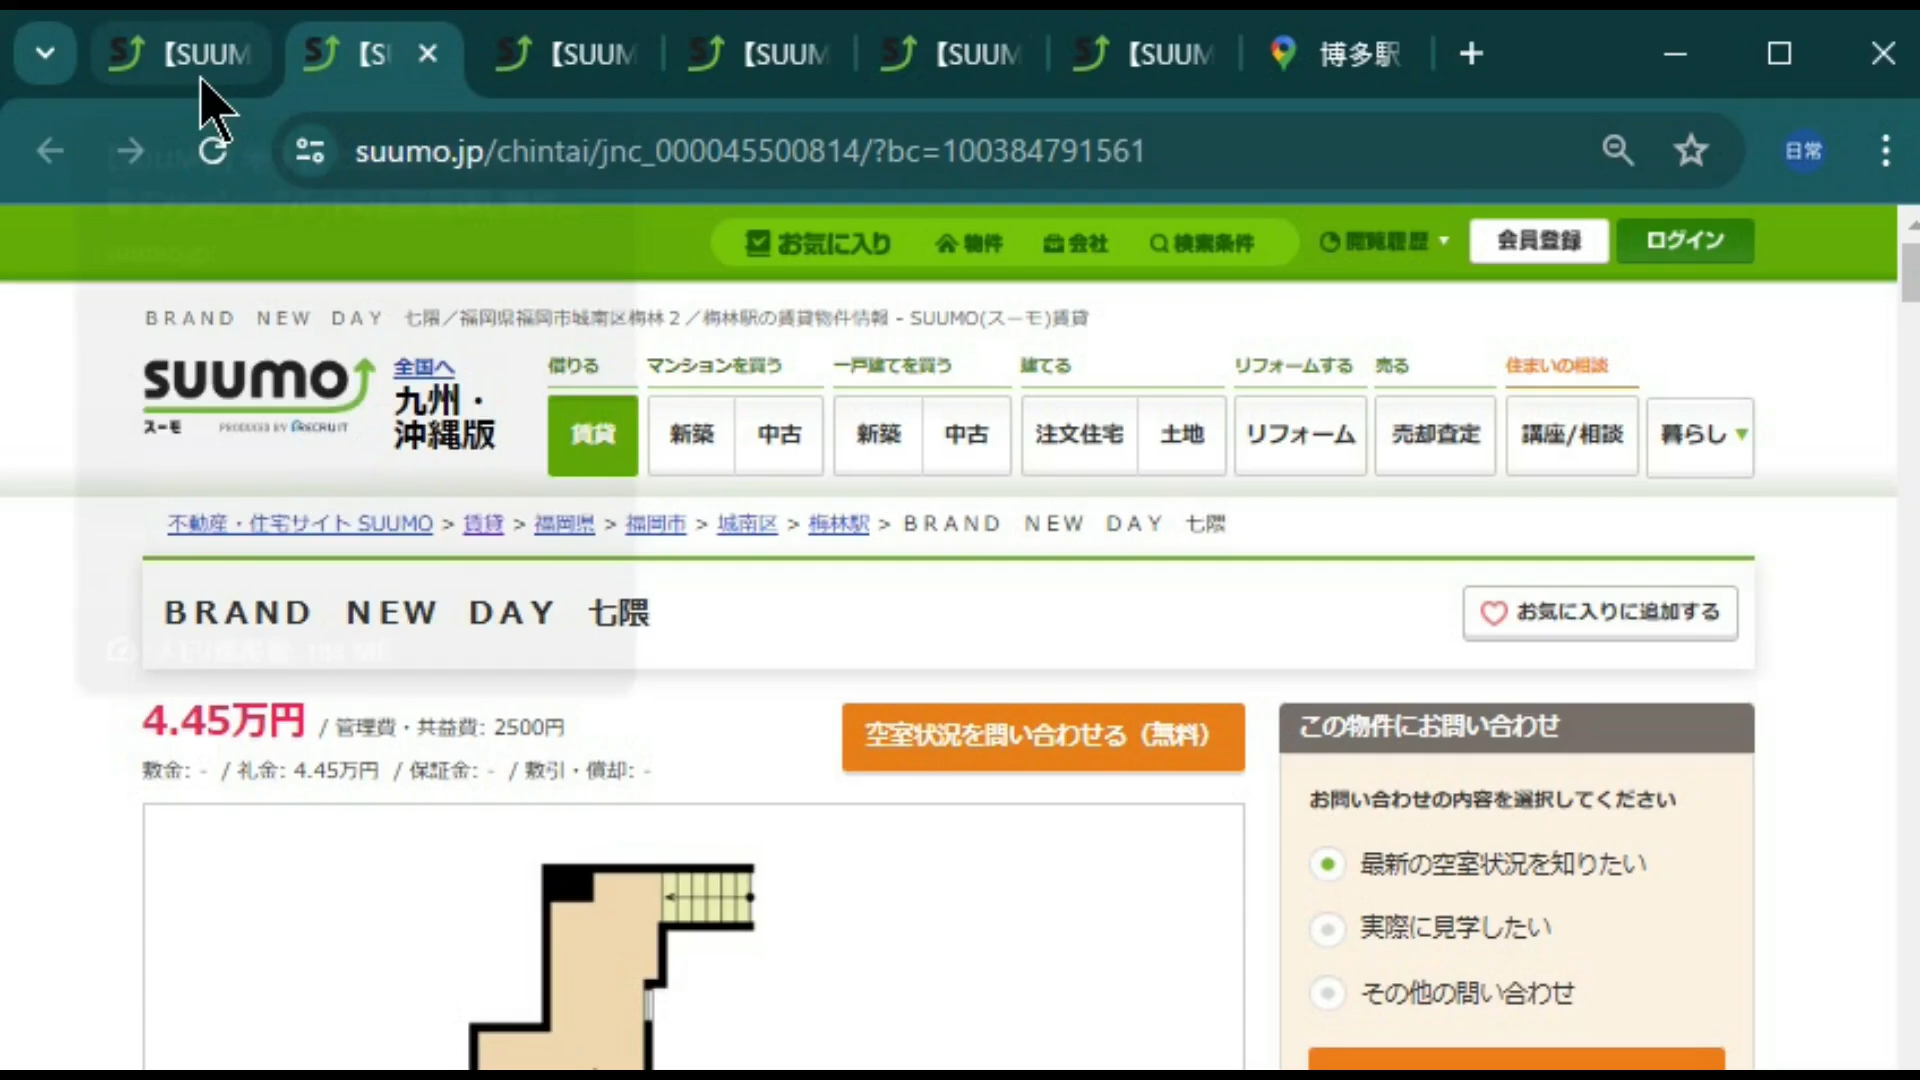 【SUUM
【S
【SUUM
【SUUM
【SUUM
【SUUM
博多駅
suumo.jp/chintai/jnc_000045500814/?bc=100384791561
日常
お気に入り 物件 会社 検索条件 閲覧履歴 会員登録 ログイン
ＢＲＡＮＤ　ＮＥＷ　ＤＡＹ　七隈／福岡県福岡市城南区梅林２／梅林駅の賃貸物件情報 - SUUMO(スーモ)賃貸
SUUMO
スーモ PRODUCED BY RECRUIT
全国へ
九州・
沖縄版
借りる マンションを買う 一戸建てを買う 建てる リフォームする 売る 住まいの相談
賃貸 新築 中古 新築 中古 注文住宅 土地 リフォーム 売却査定 講座/相談 暮らし
不動産・住宅サイト SUUMO > 賃貸 > 福岡県 > 福岡市 > 城南区 > 梅林駅 > ＢＲＡＮＤ　ＮＥＷ　ＤＡＹ　七隈
ＢＲＡＮＤ　ＮＥＷ　ＤＡＹ　七隈
お気に入りに追加する
4.45万円 / 管理費・共益費: 2500円
敷金: - / 礼金: 4.45万円 / 保証金: - / 敷引・償却: -
空室状況を問い合わせる（無料）
この物件にお問い合わせ
お問い合わせの内容を選択してください
最新の空室状況を知りたい
実際に見学したい
その他の問い合わせ